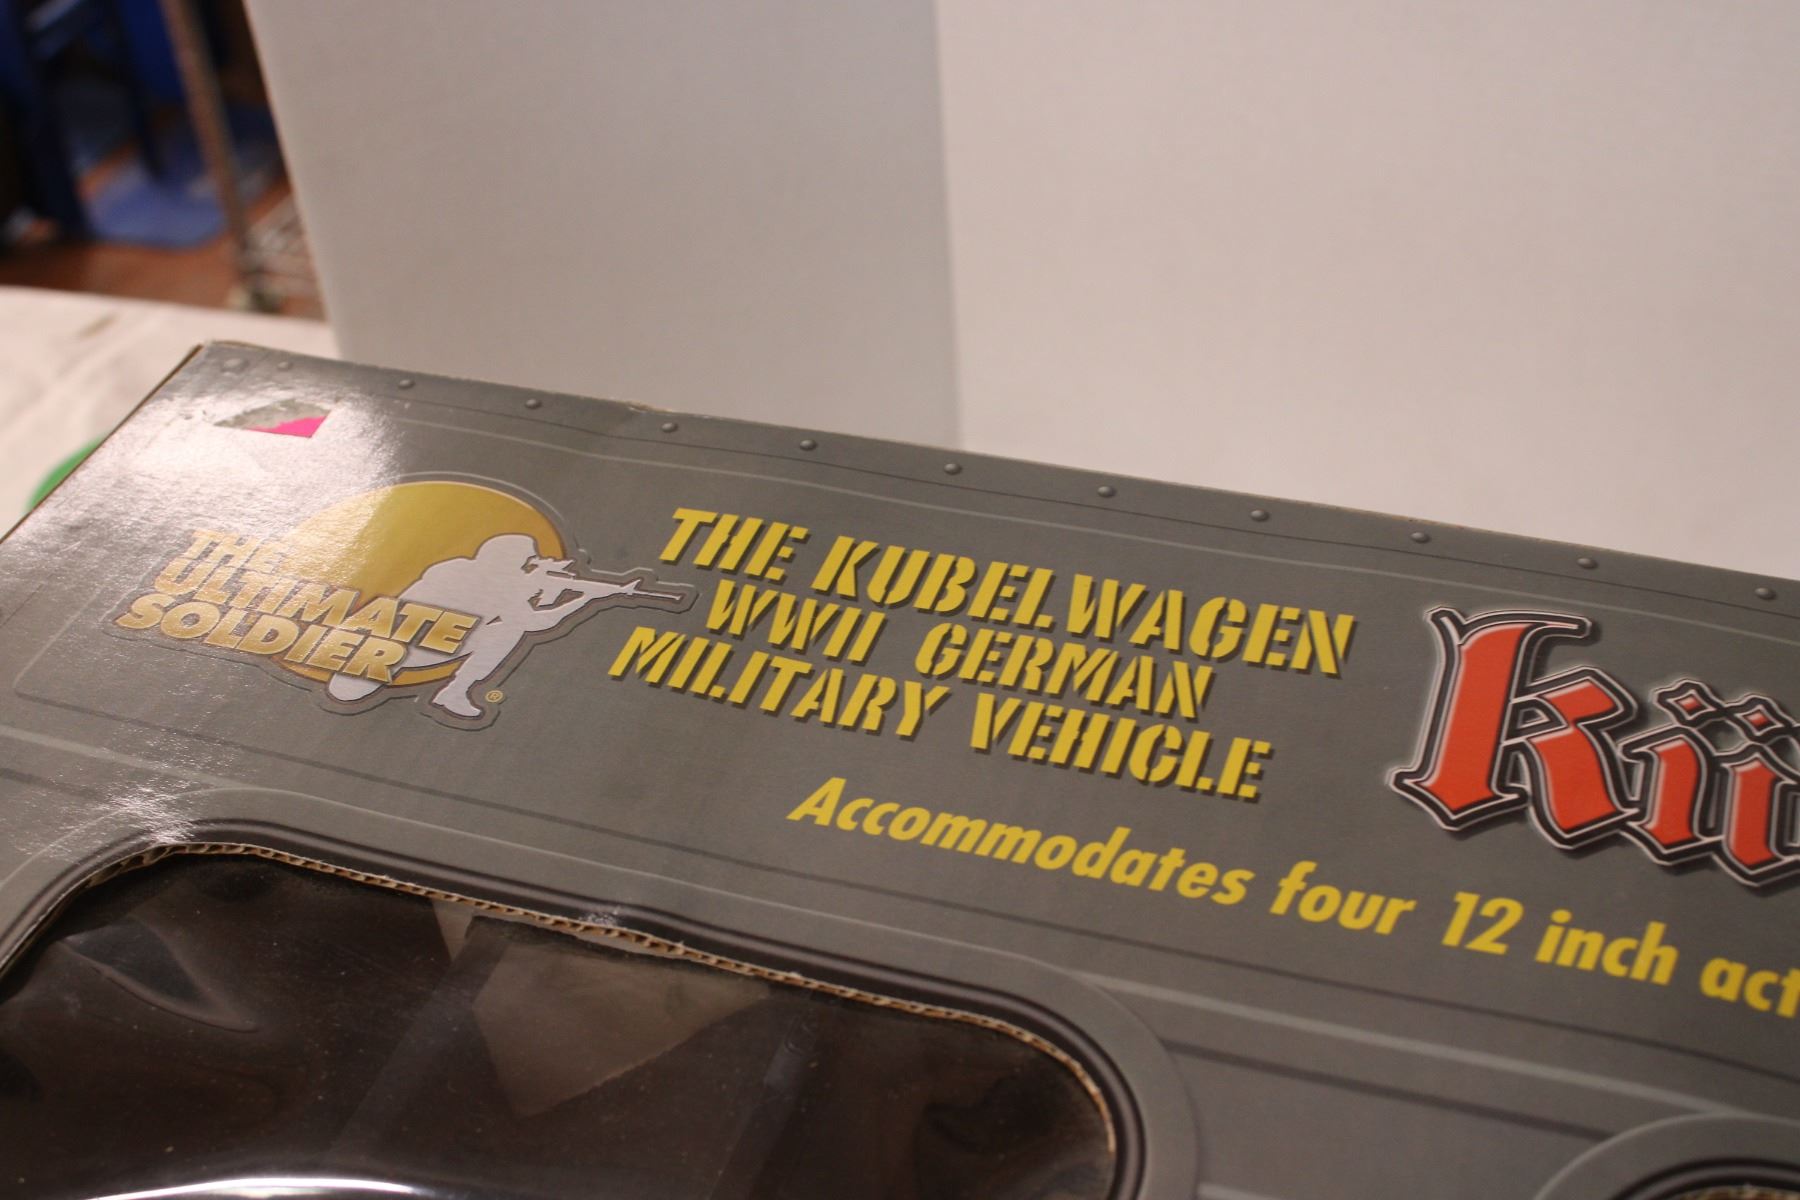 THE
ULTIMATE
SOLDIER
®
THE KUBELWAGEN
WWII GERMAN
MILITARY VEHICLE
Accommodates four 12 inch